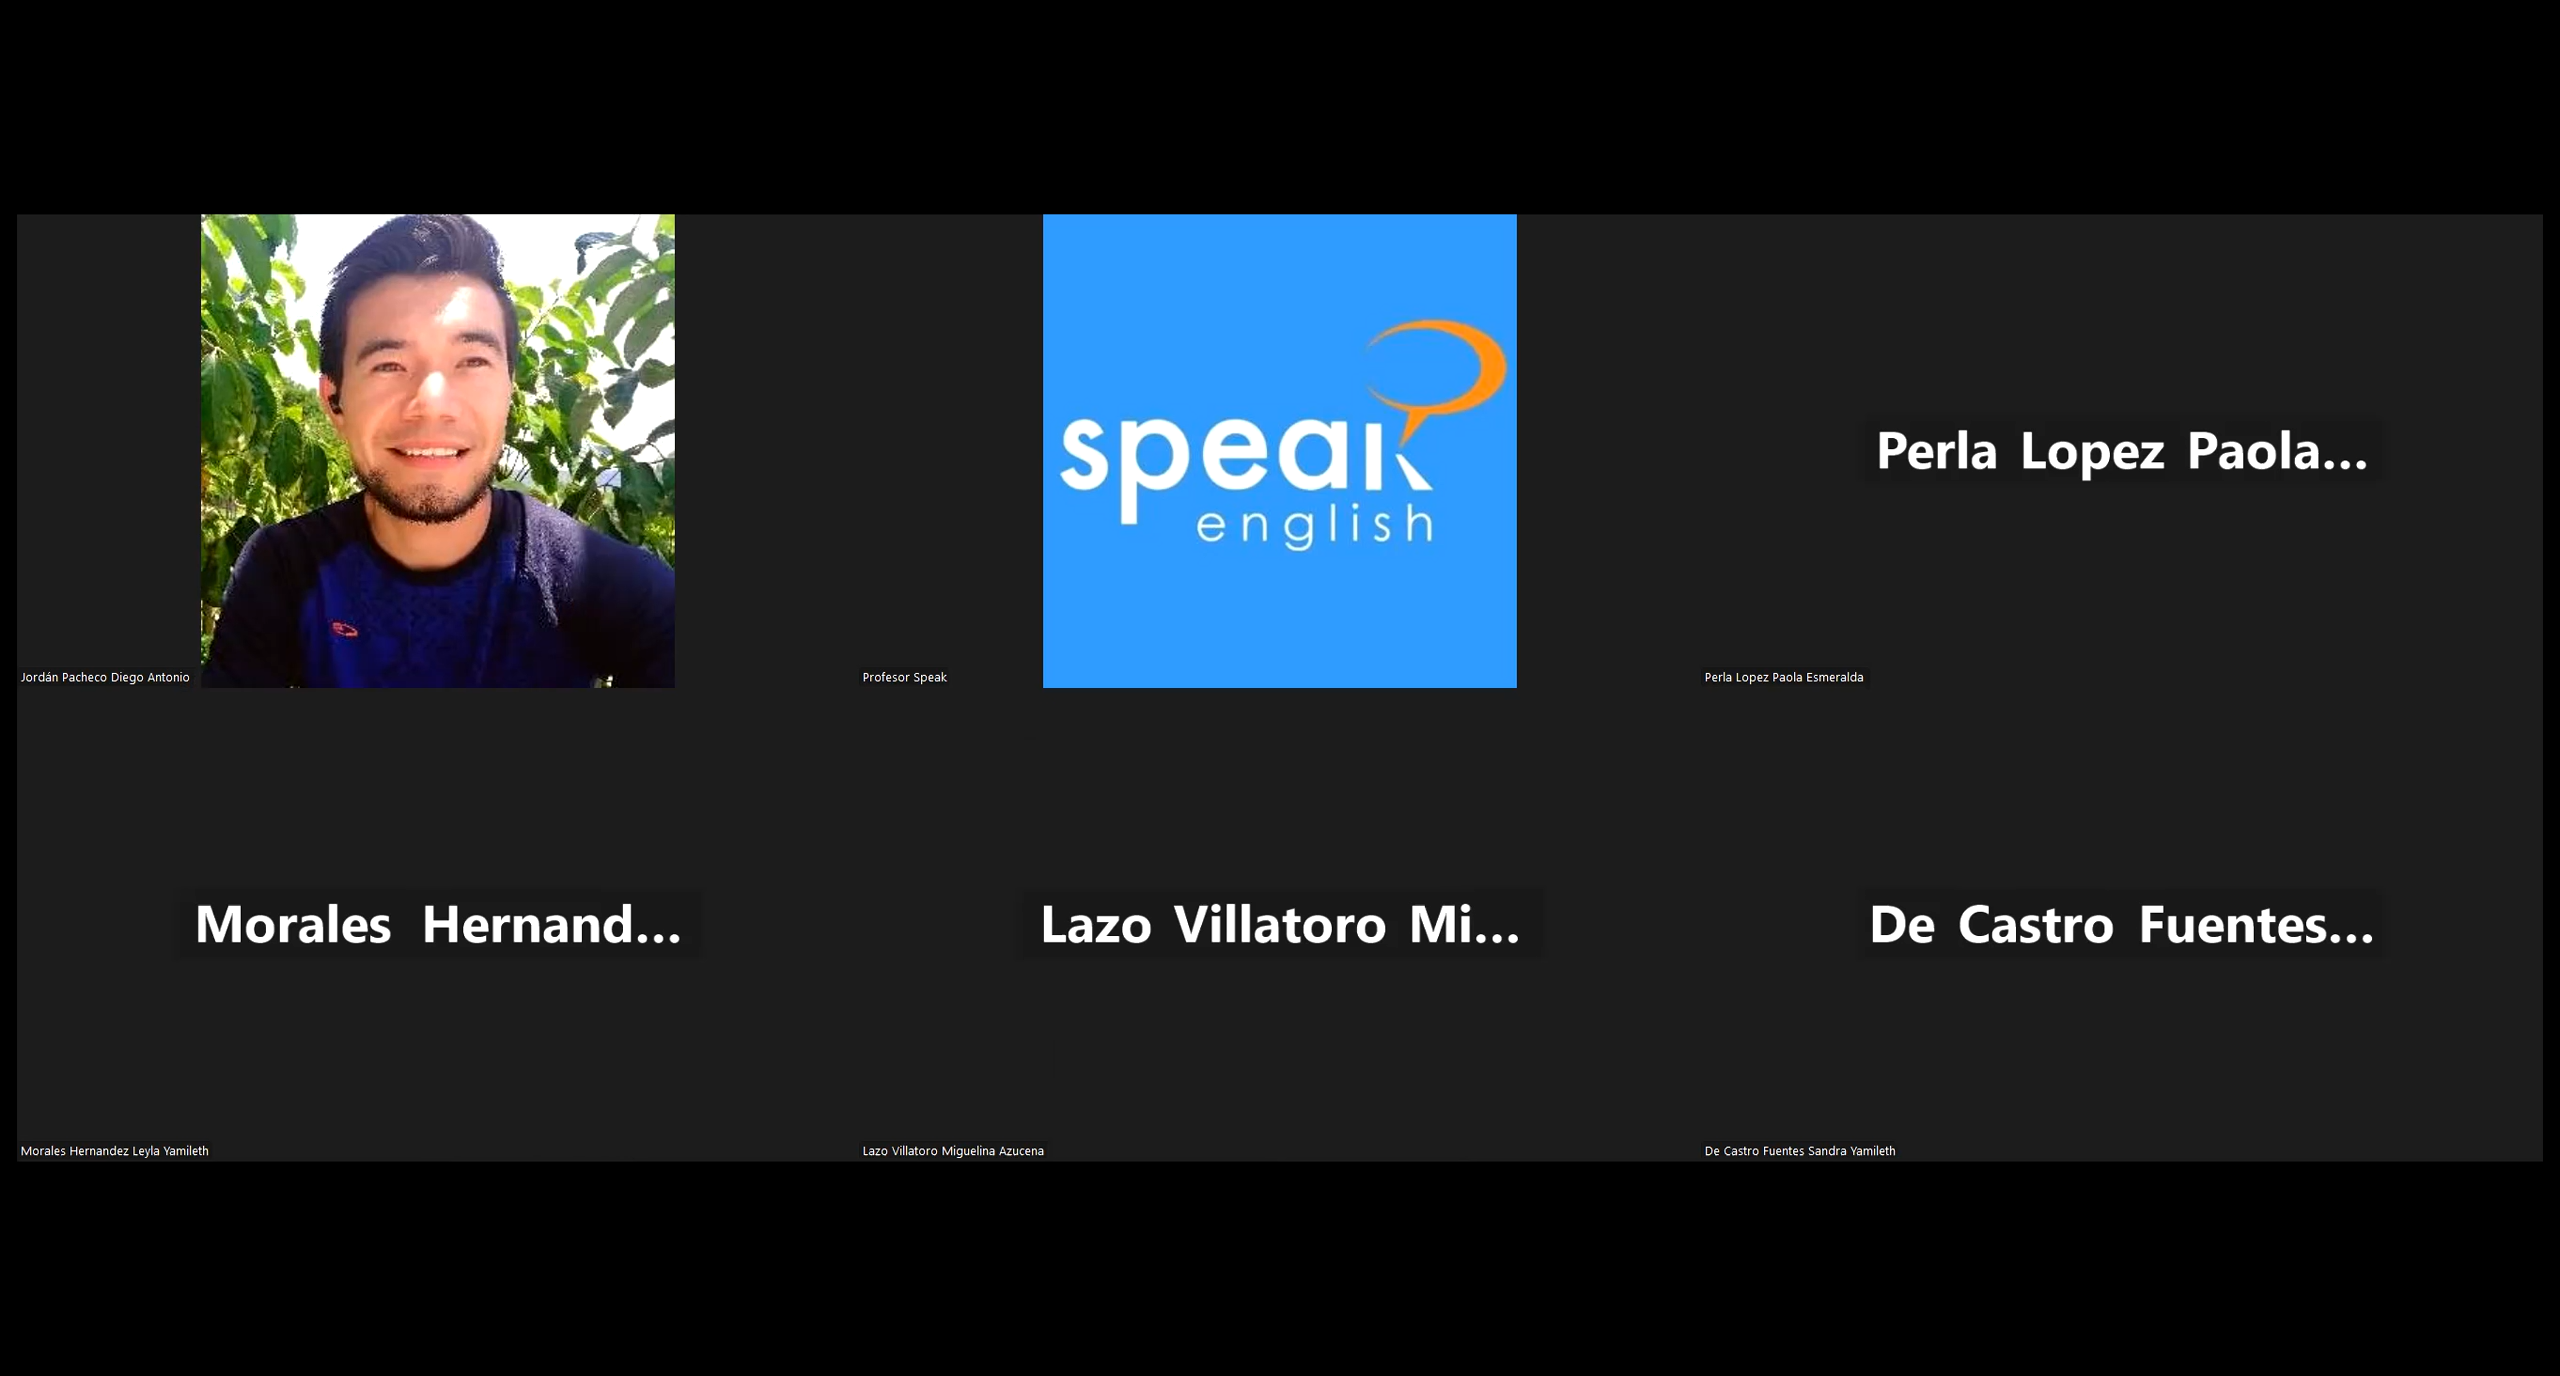 speak
english
Perla Lopez Paola...
Jordán Pacheco Diego Antonio
Profesor Speak
Perla Lopez Paola Esmeralda
Morales Hernand...
Lazo Villatoro Mi...
De Castro Fuentes...
Morales Hernandez Leyla Yamileth
Lazo Villatoro Miguelina Azucena
De Castro Fuentes Sandra Yamileth